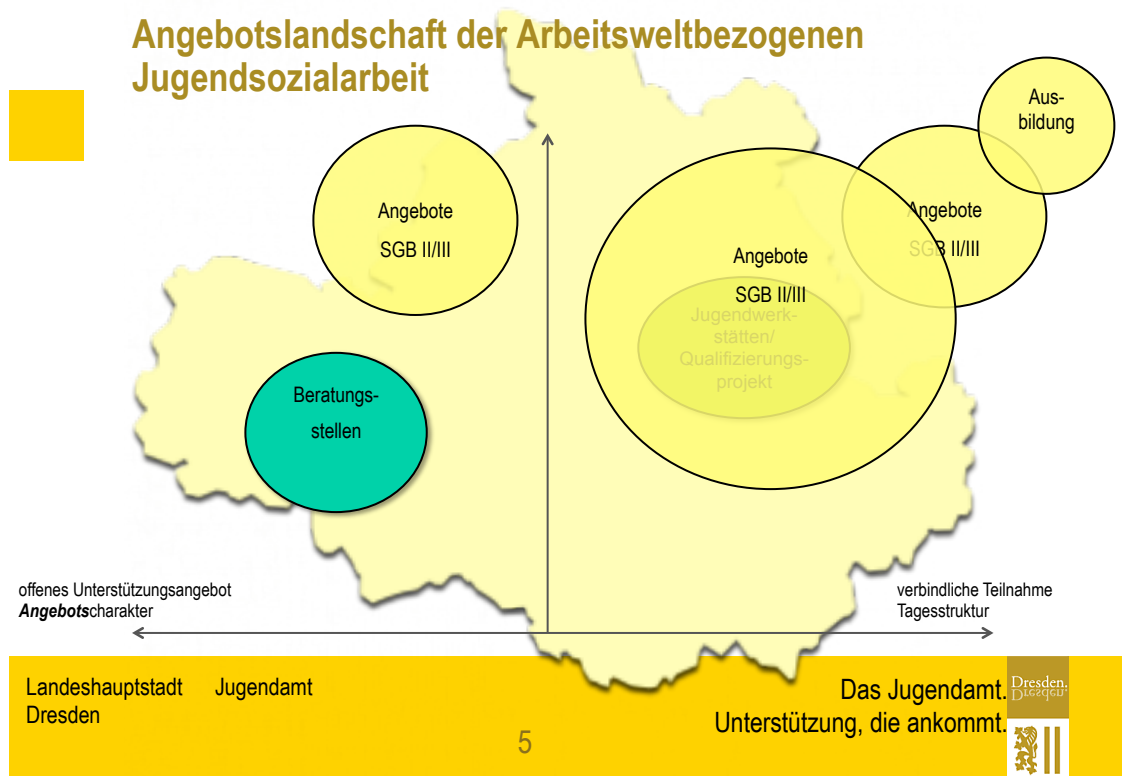 Angebotslandschaft der Arbeitsweltbezogenen
Jugendsozialarbeit
Aus-
bildung
Angebote
SGB II/III
Angebote
SGB II/III
Angebote
SGB II/III
Jugendwerk-
stätten/
Qualifizierungs-
projekt
Beratungs-
stellen
offenes Unterstützungsangebot
Angebotscharakter
verbindliche Teilnahme
Tagesstruktur
Landeshauptstadt Jugendamt
Dresden
5
Das Jugendamt.
Unterstützung, die ankommt.
Dresden.
Dresden.